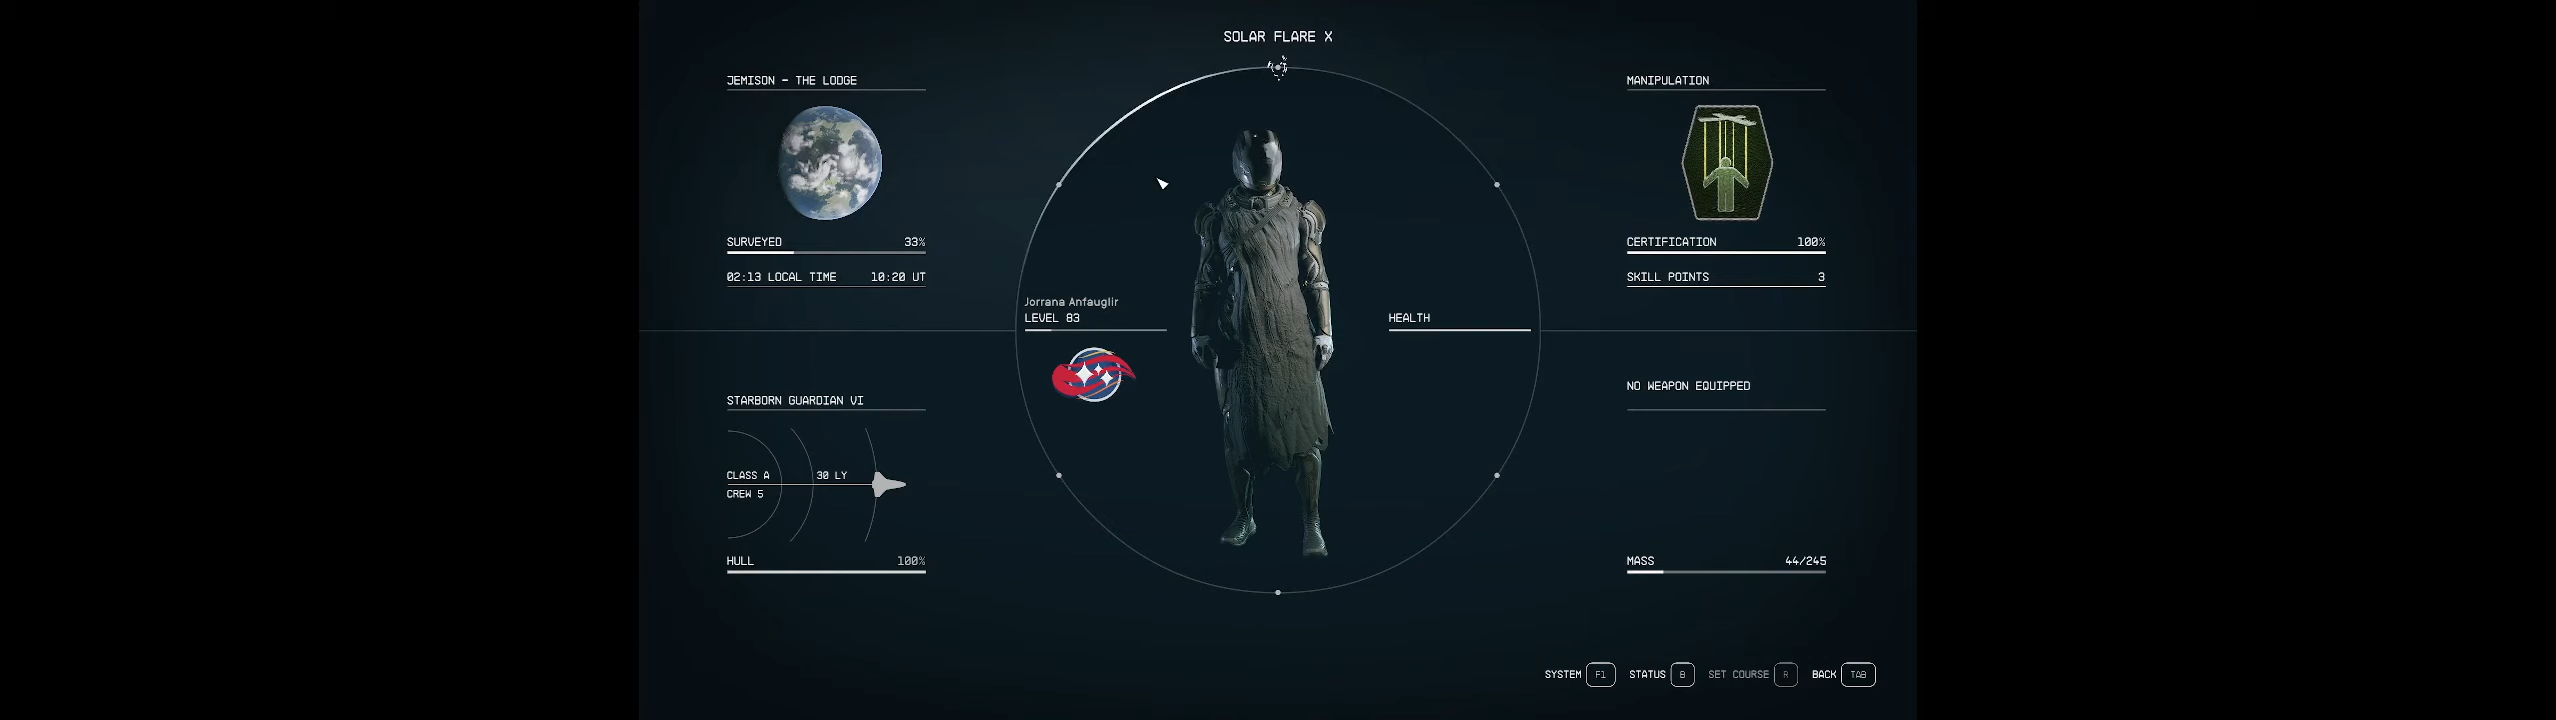 SOLAR FLARE X
JEMISON – THE LODGE
SURVEYED 33%
02:13 LOCAL TIME 10:20 UT
MANIPULATION
CERTIFICATION 100%
SKILL POINTS 3
Jorrana Anfauglir
LEVEL 83
HEALTH
STARBORN GUARDIAN VI
CLASS A 30 LY
CREW 5
HULL 100%
NO WEAPON EQUIPPED
MASS 44/245
SYSTEM F1 STATUS B SET COURSE R BACK TAB